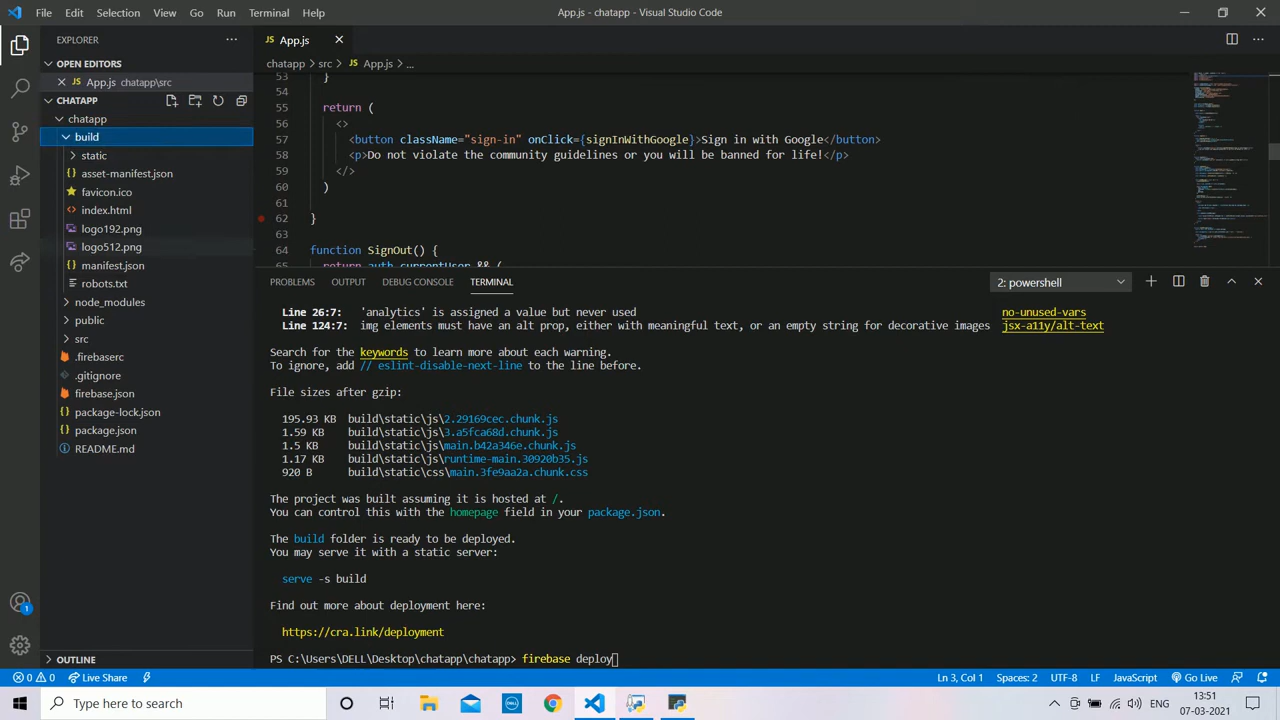 File Edit Selection View Go Run Terminal Help
App.js - chatapp - Visual Studio Code
EXPLORER
OPEN EDITORS
App.js chatapp\src
CHATAPP
chatapp
build
static
asset-manifest.json
favicon.ico
index.html
logo192.png
logo512.png
manifest.json
robots.txt
node_modules
public
src
.firebaserc
.gitignore
firebase.json
package-lock.json
package.json
README.md
OUTLINE
App.js
chatapp > src > App.js > ...
53 }
54
55 return (
56 <>
57 <button className="sign-in" onClick={signInWithGoogle}>Sign in with Google</button>
58 <p>Do not violate the community guidelines or you will be banned for life!</p>
59 </>
60 )
61
62 }
63
64 function SignOut() {
65 return auth.currentUser && (
PROBLEMS OUTPUT DEBUG CONSOLE TERMINAL
2: powershell
Line 26:7: 'analytics' is assigned a value but never used no-unused-vars
Line 124:7: img elements must have an alt prop, either with meaningful text, or an empty string for decorative images jsx-a11y/alt-text
Search for the keywords to learn more about each warning.
To ignore, add // eslint-disable-next-line to the line before.
File sizes after gzip:
195.93 KB build\static\js\2.29169cec.chunk.js
1.59 KB build\static\js\3.a5fca68d.chunk.js
1.5 KB build\static\js\main.b42a346e.chunk.js
1.17 KB build\static\js\runtime-main.30920b35.js
920 B build\static\css\main.3fe9aa2a.chunk.css
The project was built assuming it is hosted at /.
You can control this with the homepage field in your package.json.
The build folder is ready to be deployed.
You may serve it with a static server:
serve -s build
Find out more about deployment here:
https://cra.link/deployment
PS C:\Users\DELL\Desktop\chatapp\chatapp> firebase deploy
0 0 Live Share
Ln 3, Col 1 Spaces: 2 UTF-8 LF JavaScript Go Live
1
Type here to search
DELL
ENG
13:51
07-03-2021